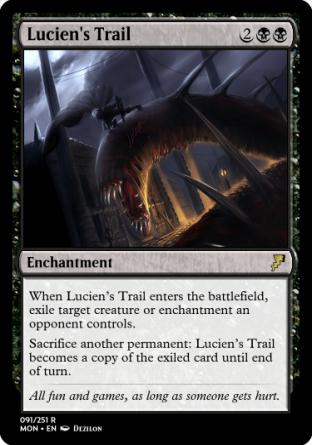 Lucien's Trail 2
Enchantment
When Lucien's Trail enters the battlefield,
exile target creature or enchantment an
opponent controls.
Sacrifice another permanent: Lucien's Trail
becomes a copy of the exiled card until end
of turn.
All fun and games, as long as someone gets hurt.
091/251 R
MON • EN DEZILON